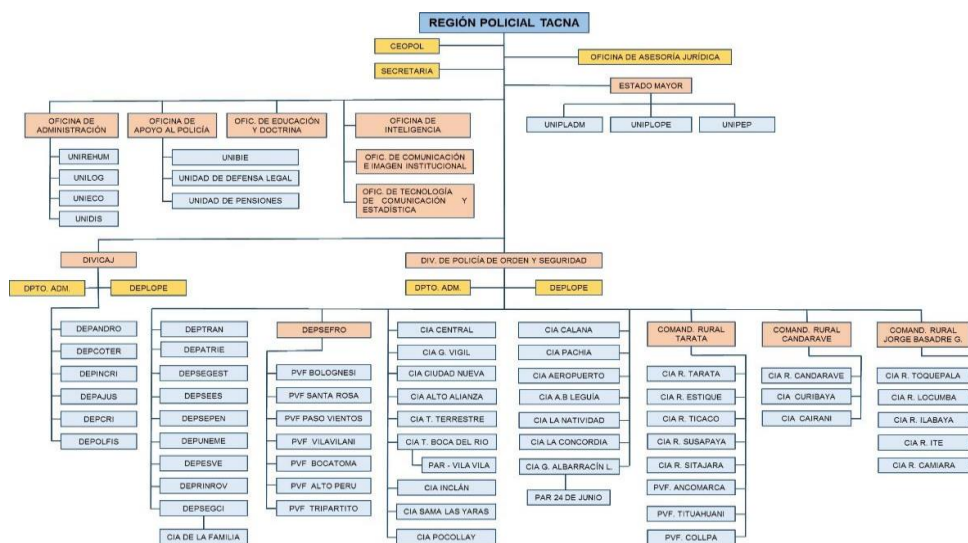 REGIÓN POLICIAL TACNA
CEOPOL
OFICINA DE ASESORÍA JURÍDICA
SECRETARIA
ESTADO MAYOR
UNIPLADM
UNIPLOPE
UNIPEP
OFICINA DE
ADMINISTRACIÓN
UNIREHUM
UNILOG
UNIECO
UNIDIS
OFICINA DE
APOYO AL POLICÍA
UNIBIE
UNIDAD DE DEFENSA LEGAL
UNIDAD DE PENSIONES
OFIC. DE EDUCACIÓN
Y DOCTRINA
OFICINA DE
INTELIGENCIA
OFIC. DE COMUNICACIÓN
E IMAGEN INSTITUCIONAL
OFIC. DE TECNOLOGÍA
DE COMUNICACIÓN Y
ESTADÍSTICA
DIVICAJ
DPTO. ADM.
DEPLOPE
DEPANDRO
DEPCOTER
DEPINCRI
DEPAJUS
DEPCRI
DEPOLFIS
DIV. DE POLICÍA DE ORDEN Y SEGURIDAD
DPTO. ADM.
DEPLOPE
DEPTRAN
DEPATRIE
DEPSEGEST
DEPSEES
DEPSEPEN
DEPUNEME
DEPESVE
DEPRINROV
DEPSEGCI
CIA DE LA FAMILIA
DEPSEFRO
PVF BOLOGNESI
PVF SANTA ROSA
PVF PASO VIENTOS
PVF VILAVILANI
PVF BOCATOMA
PVF ALTO PERU
PVF TRIPARTITO
CIA CENTRAL
CIA G. VIGIL
CIA CIUDAD NUEVA
CIA ALTO ALIANZA
CIA T. TERRESTRE
CIA T. BOCA DEL RIO
PAR - VILA VILA
CIA INCLÁN
CIA SAMA LAS YARAS
CIA POCOLLAY
CIA CALANA
CIA PACHIA
CIA AEROPUERTO
CIA A.B LEGUÍA
CIA LA NATIVIDAD
CIA LA CONCORDIA
CIA G. ALBARRACÍN L.
PAR 24 DE JUNIO
COMAND. RURAL
TARATA
CIA R. TARATA
CIA R. ESTIQUE
CIA R. TICACO
CIA R. SUSAPAYA
CIA R. SITAJARA
PVF. ANCOMARCA
PVF. TITUAHUANI
PVF. COLLPA
COMAND. RURAL
CANDARAVE
CIA R. CANDARAVE
CIA CURIBAYA
CIA CAIRANI
COMAND. RURAL
JORGE BASADRE G.
CIA R. TOQUEPALA
CIA R. LOCUMBA
CIA R. ILABAYA
CIA R. ITE
CIA R. CAMIARA